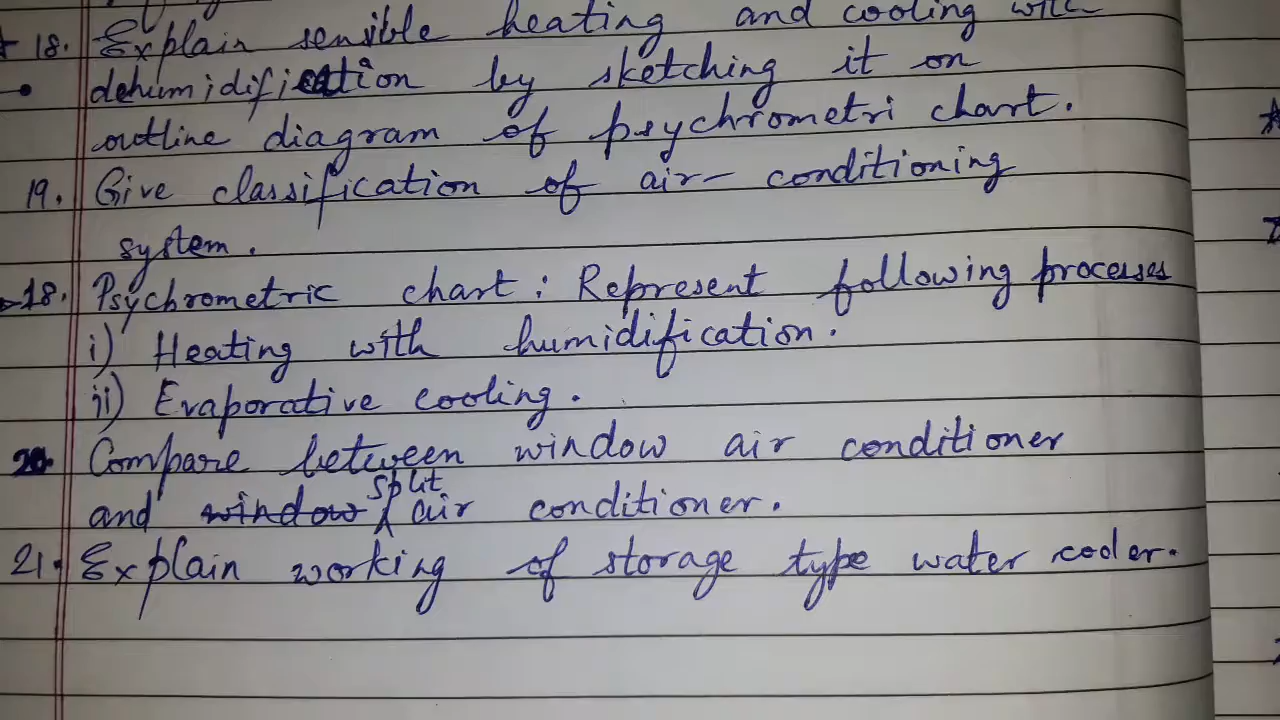 18. Explain sensible heating and cooling with
dehumidification by sketching it on
outline diagram of psychrometri chart.
19. Give classification of air-conditioning
system.
18. Psychrometric chart: Represent following processes
i) Heating with humidification.
ii) Evaporative cooling.
20. Compare between window air conditioner
and window split air conditioner.
21. Explain working of storage type water cooler.